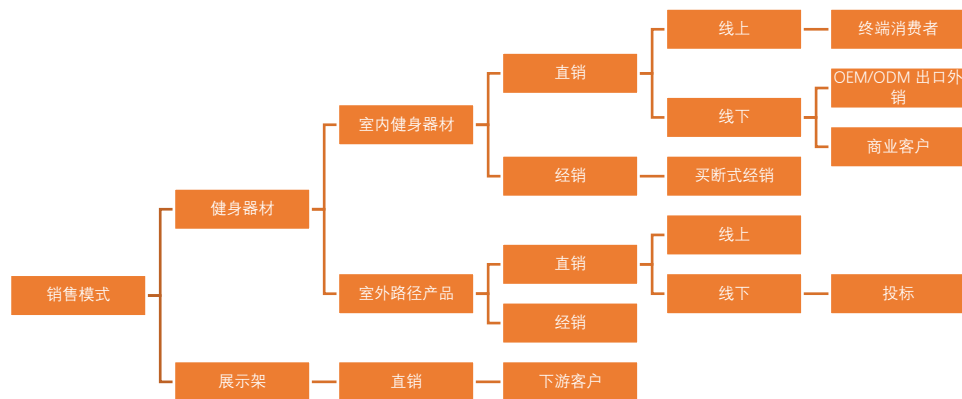 线上
终端消费者
直销
OEM/ODM 出口外
销
室内健身器材
线下
商业客户
经销
买断式经销
健身器材
线上
直销
销售模式
室外路径产品
线下
投标
经销
展示架
直销
下游客户